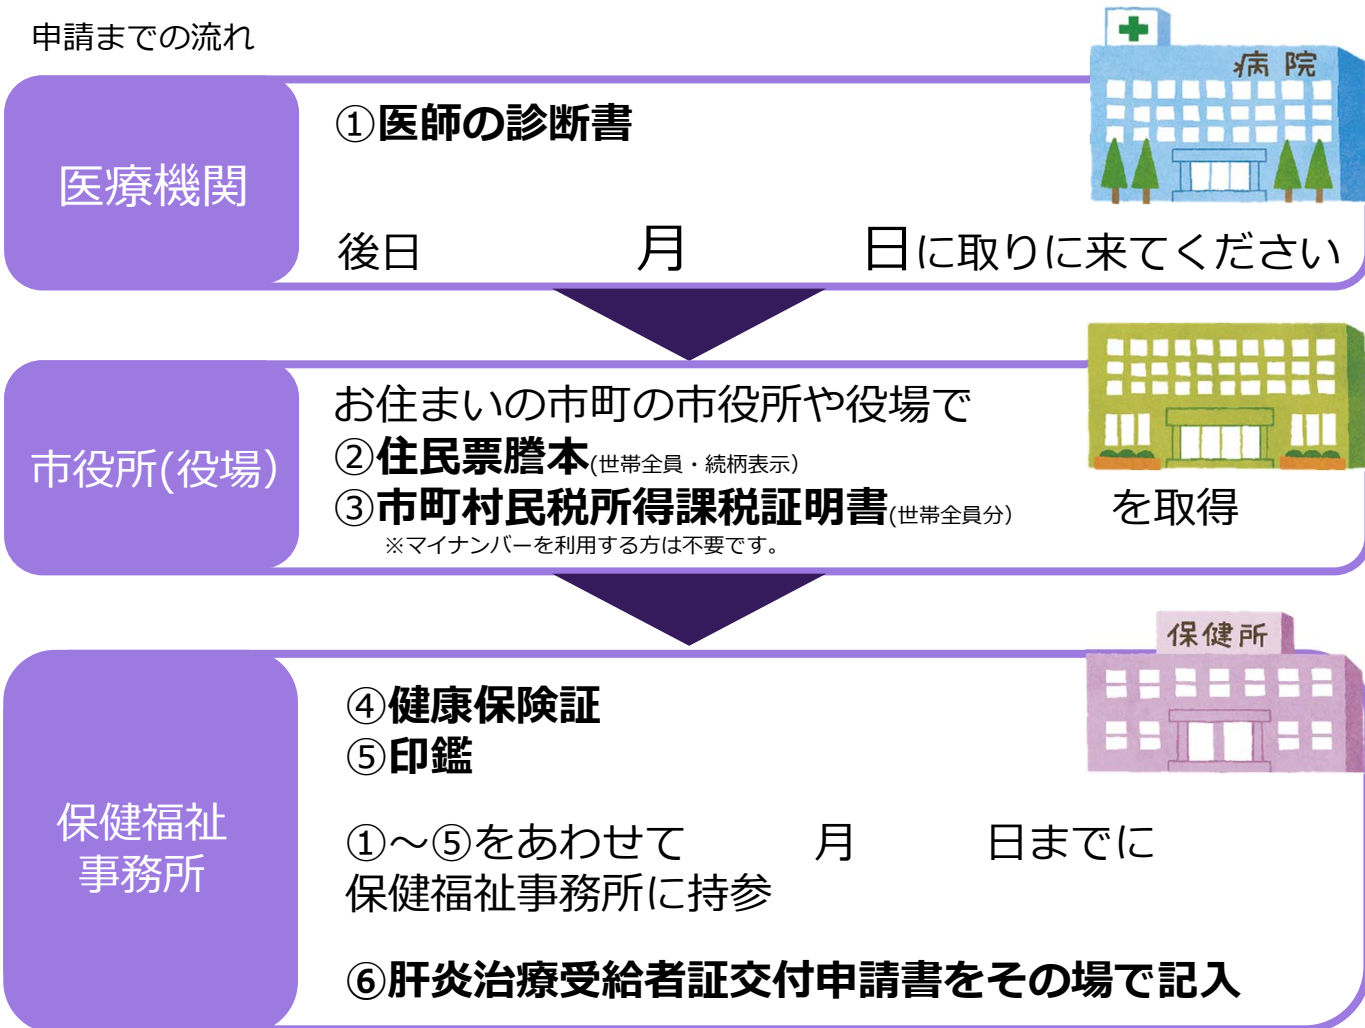 申請までの流れ
病院
医療機関
①医師の診断書
後日　月　日に取りに来てください
市役所(役場）
お住まいの市町の市役所や役場で
②住民票謄本(世帯全員・続柄表示）
③市町村民税所得課税証明書(世帯全員分）　を取得
※マイナンバーを利用する方は不要です。
保健所
保健福祉
事務所
④健康保険証
⑤印鑑
①～⑤をあわせて　月　日までに
保健福祉事務所に持参
⑥肝炎治療受給者証交付申請書をその場で記入